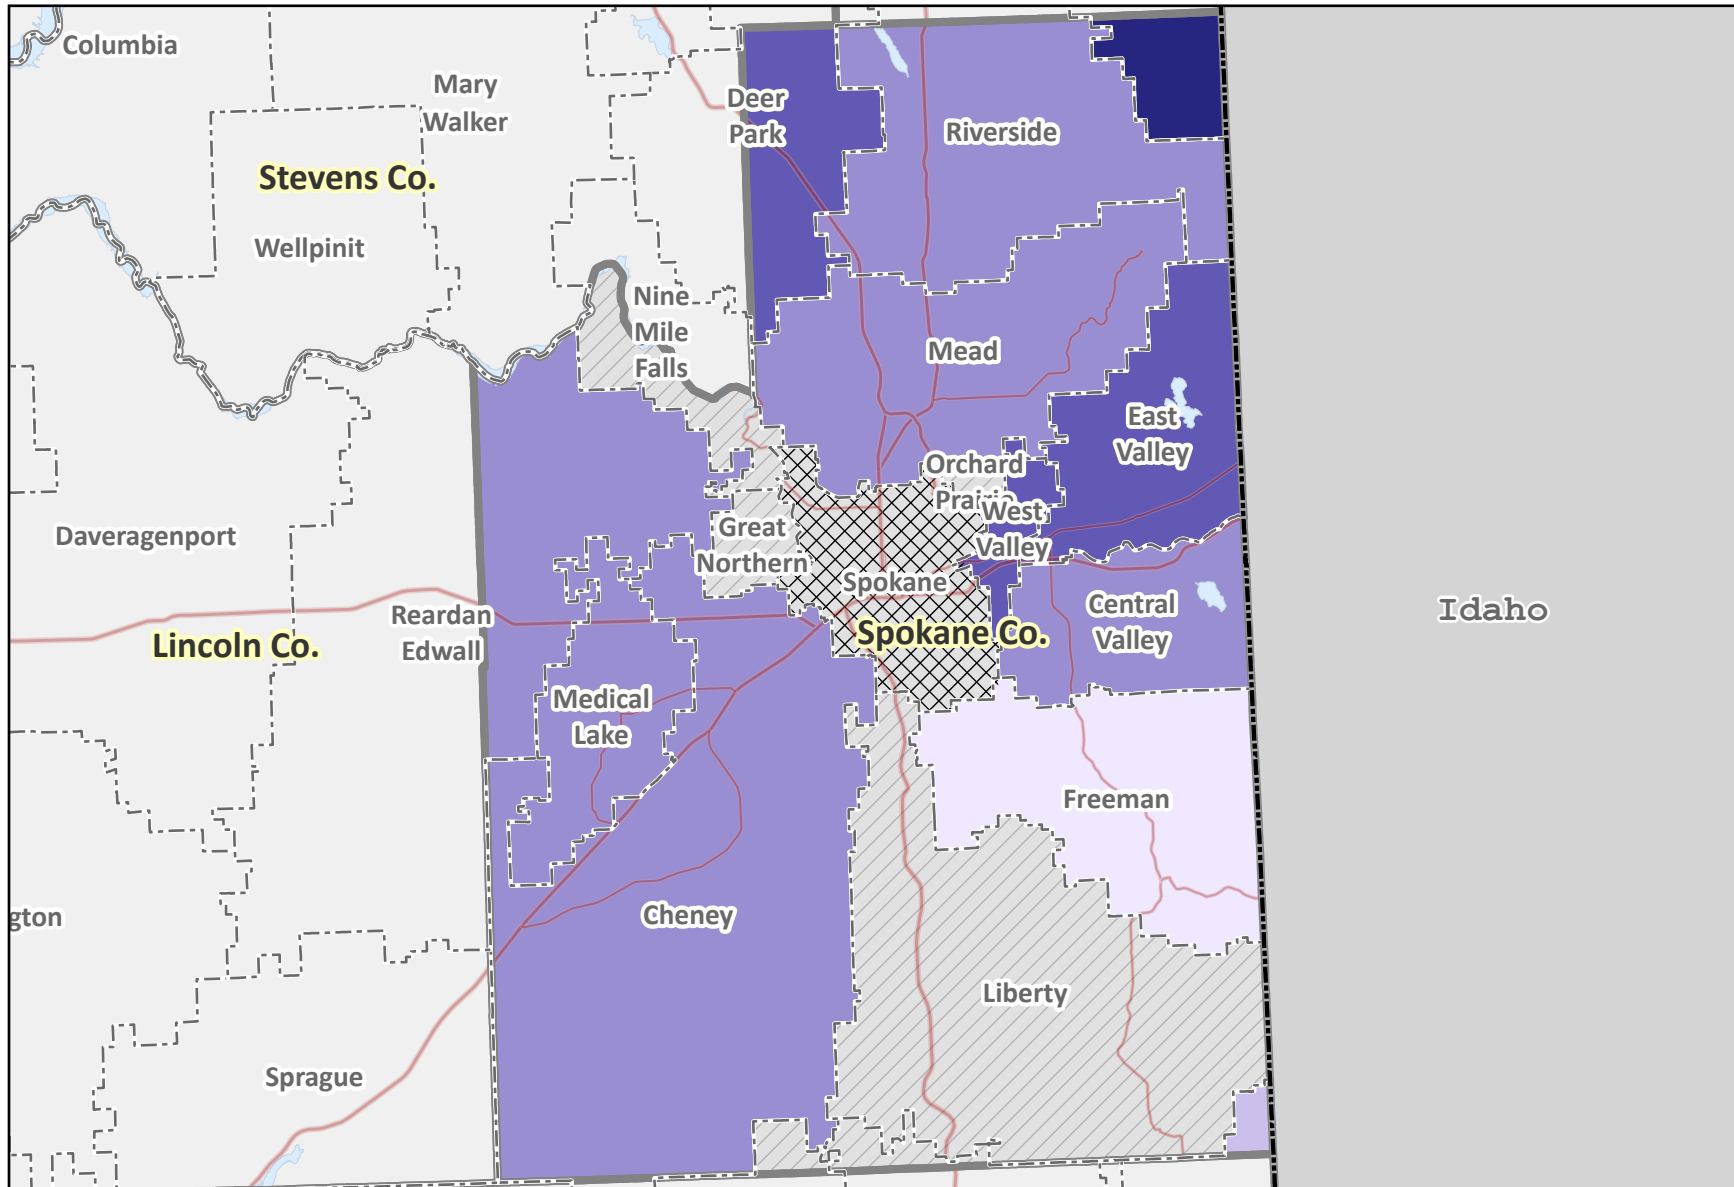 Columbia
Mary
Walker
Deer
Park
Riverside
Stevens Co.
Wellpinit
Nine
Mile
Falls
Mead
East
Valley
Orchard
Prairie
West
Valley
Daveragenport
Great
Northern
Spokane
Reardan
Edwall
Lincoln Co.
Spokane Co.
Central
Valley
Idaho
Medical
Lake
Freeman
gton
Cheney
Liberty
Sprague